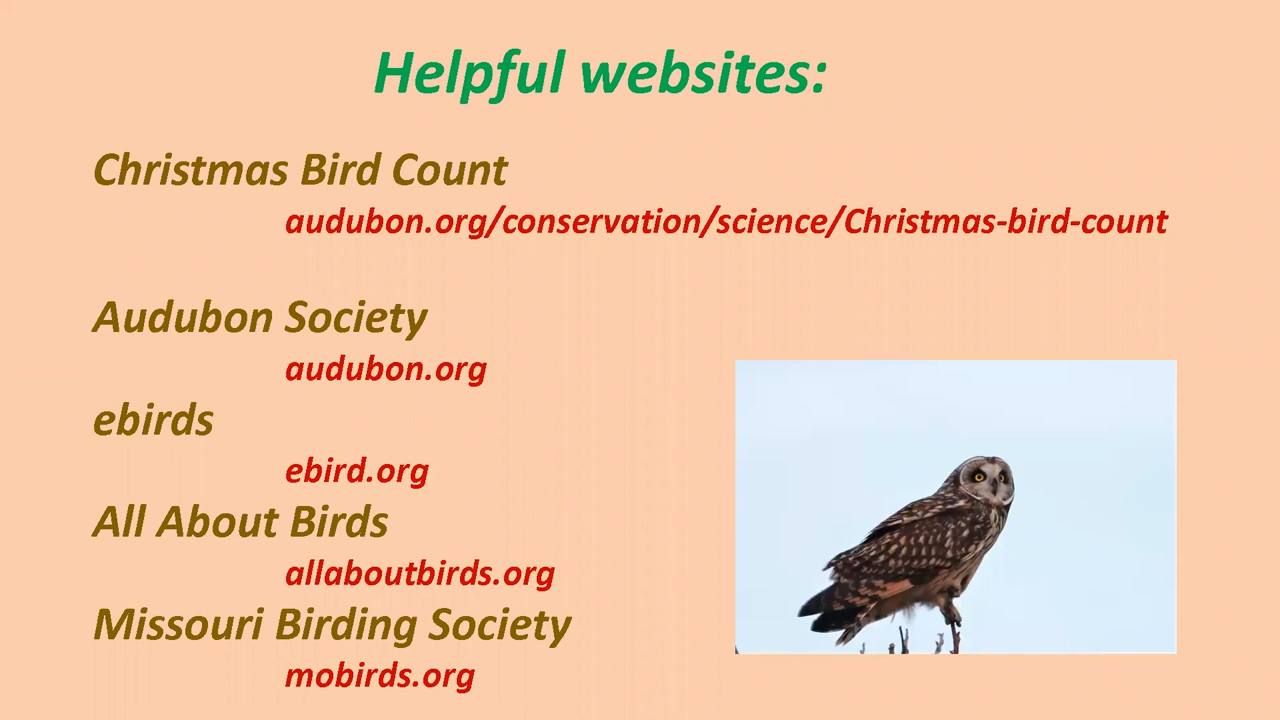 Helpful websites:
Christmas Bird Count
audubon.org/conservation/science/Christmas-bird-count
Audubon Society
audubon.org
ebirds
ebird.org
All About Birds
allaboutbirds.org
Missouri Birding Society
mobirds.org